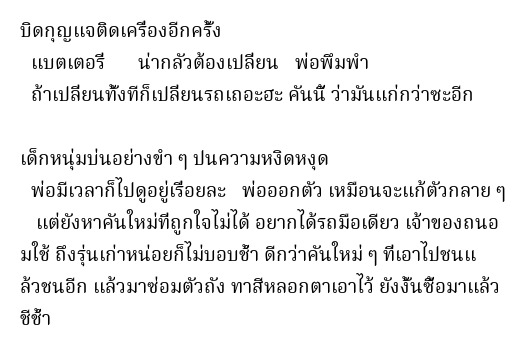 บิดกุญแจติดเครื่องอีกครั้ง
แบตเตอรี่ น่ากลัวต้องเปลี่ยน พ่อพึมพำ
ถ้าเปลี่ยนทั้งทีก็เปลี่ยนรถเถอะฮะ คันนี้ ว่ามันแก่กว่าซะอีก
เด็กหนุ่มบ่นอย่างขำ ๆ ปนความหงิดหงุด
พ่อมีเวลาก็ไปดูอยู่เรื่อยละ พ่อออกตัว เหมือนจะแก้ตัวกลาย ๆ
แต่ยังหาคันใหม่ที่ถูกใจไม่ได้ อยากได้รถมือเดียว เจ้าของถนอ
มใช้ ถึงรุ่นเก่าหน่อยก็ไม่บอบช้ำ ดีกว่าคันใหม่ ๆ ที่เอาไปชนแ
ล้วชนอีก แล้วมาซ่อมตัวถัง ทาสีหลอกตาเอาไว้ ยังงั้นซื้อมาแล้ว
ชีช้ำ